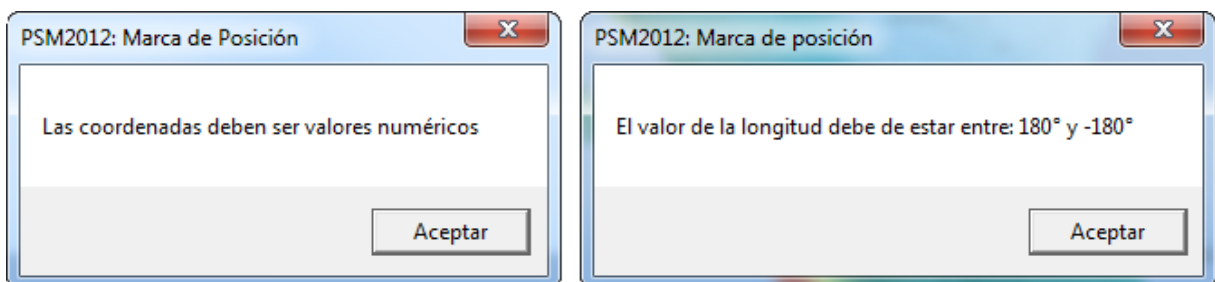 PSM2012: Marca de Posición
Las coordenadas deben ser valores numéricos
Aceptar
PSM2012: Marca de posición
El valor de la longitud debe de estar entre: 180° y -180°
Aceptar